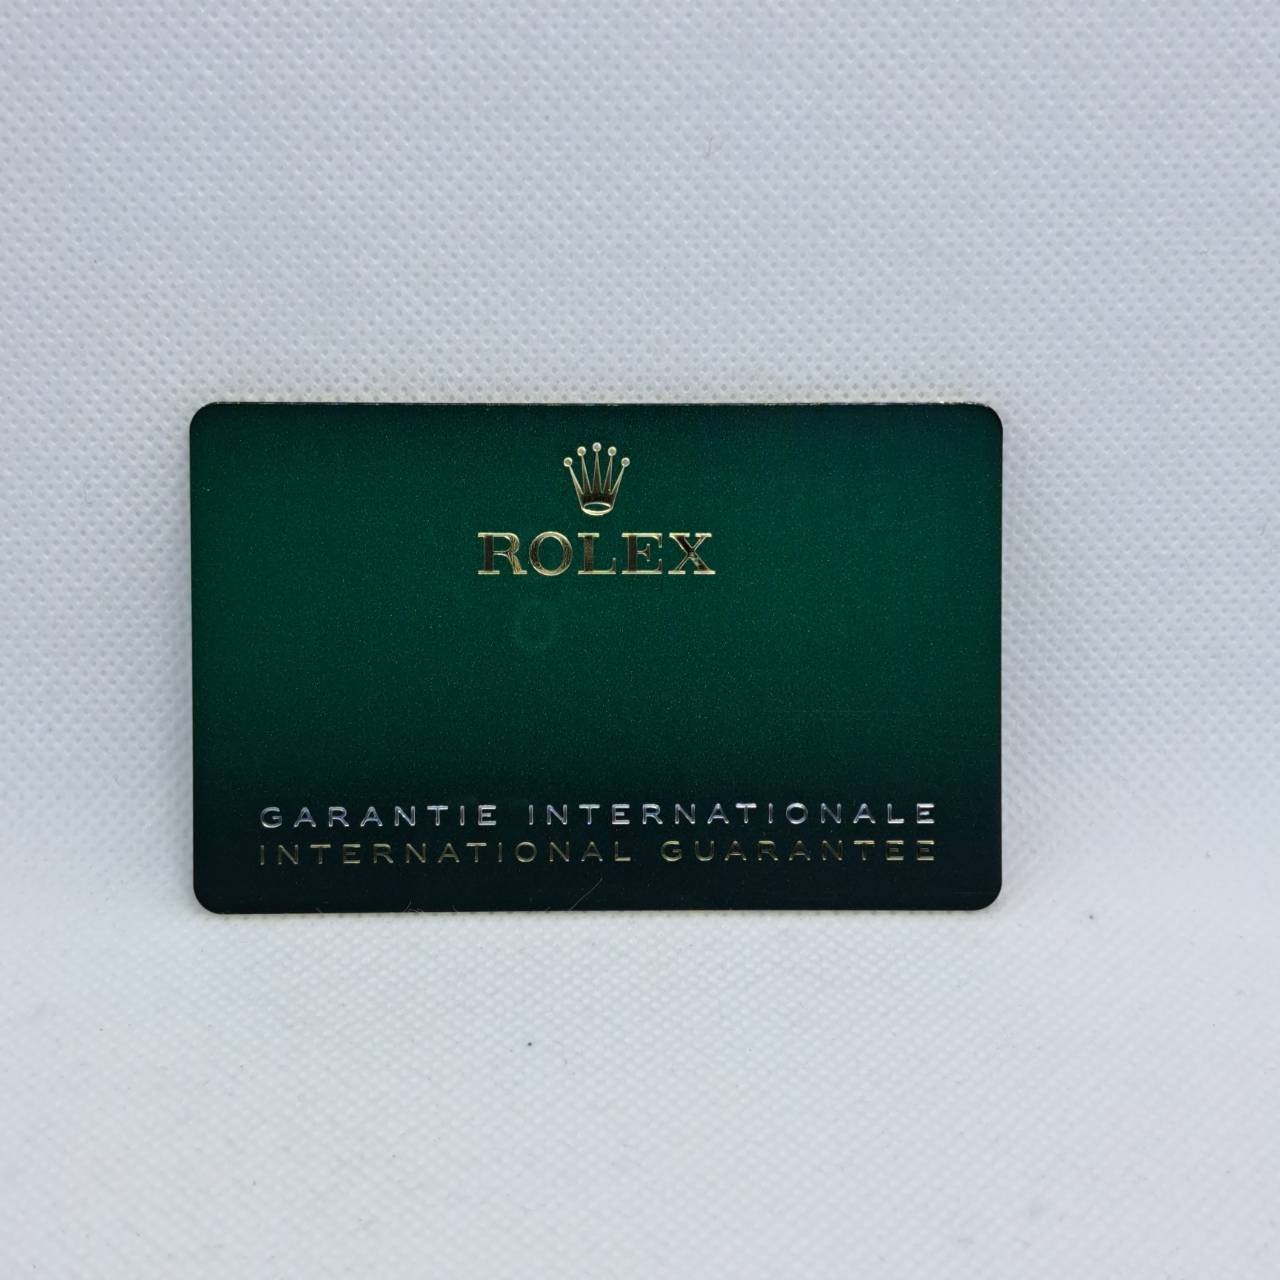 ROLEX
GARANTIE INTERNATIONALE
INTERNATIONAL GUARANTEE